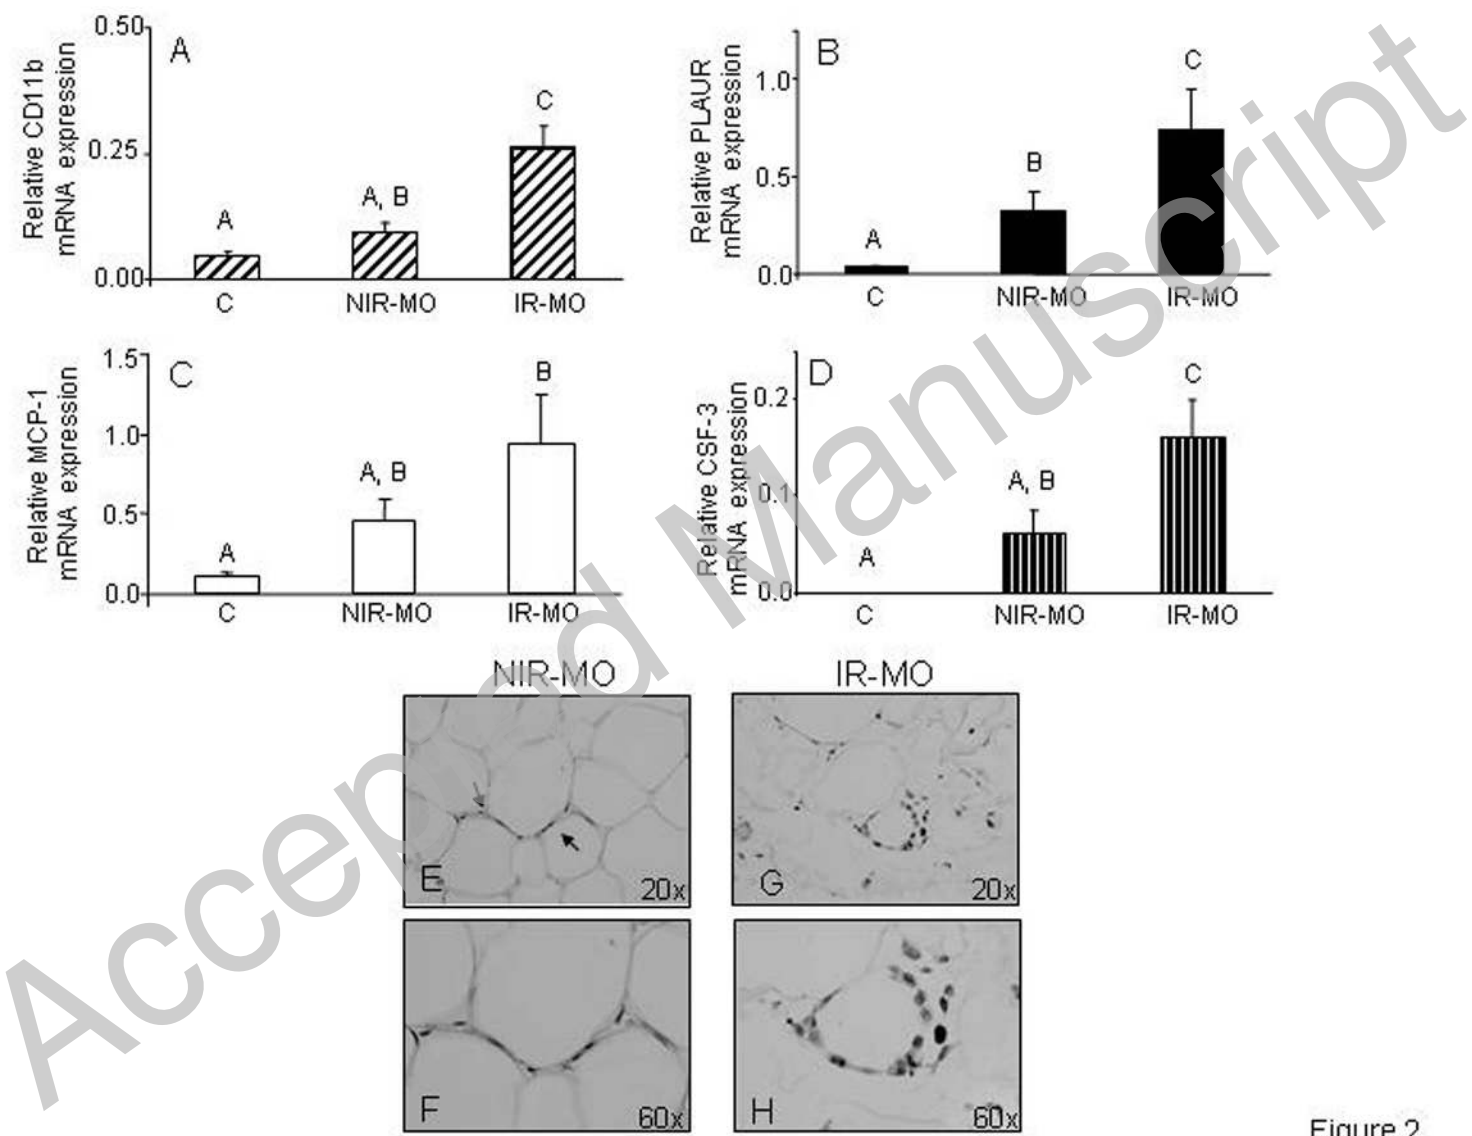 A
Relative CD11b
mRNA expression
0.50
0.25
0.00
A
A, B
C
C
NIR-MO
IR-MO
B
Relative PLAUR
mRNA expression
1.0
0.5
0.0
A
B
C
C
NIR-MO
IR-MO
C
Relative MCP-1
mRNA expression
1.5
1.0
0.5
0.0
A
A, B
B
C
NIR-MO
IR-MO
D
Relative CSF-3
mRNA expression
0.2
0.1
0.0
A
A, B
C
C
NIR-MO
IR-MO
NIR-MO
IR-MO
E
20x
G
20x
F
60x
H
60x
Figure 2
Accepted Manuscript